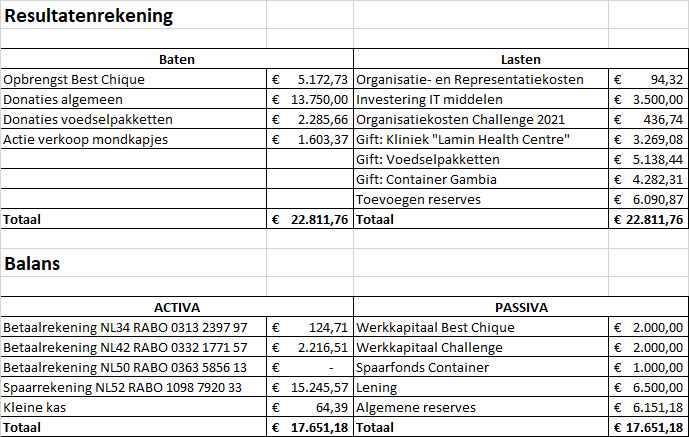 Resultatenrekening
Baten Lasten
Opbrengst Best Chique € 5.172,73 Organisatie- en Representatiekosten € 94,32
Donaties algemeen € 13.750,00 Investering IT middelen € 3.500,00
Donaties voedselpakketten € 2.285,66 Organisatiekosten Challenge 2021 € 436,74
Actie verkoop mondkapjes € 1.603,37 Gift: Kliniek "Lamin Health Centre" € 3.269,08
Gift: Voedselpakketten € 5.138,44
Gift: Container Gambia € 4.282,31
Toevoegen reserves € 6.090,87
Totaal € 22.811,76 Totaal € 22.811,76
Balans
ACTIVA PASSIVA
Betaalrekening NL34 RABO 0313 2397 97 € 124,71 Werkkapitaal Best Chique € 2.000,00
Betaalrekening NL42 RABO 0332 1771 57 € 2.216,51 Werkkapitaal Challenge € 2.000,00
Betaalrekening NL50 RABO 0363 5856 13 € - Spaarfonds Container € 1.000,00
Spaarrekening NL52 RABO 1098 7920 33 € 15.245,57 Lening € 6.500,00
Kleine kas € 64,39 Algemene reserves € 6.151,18
Totaal € 17.651,18 Totaal € 17.651,18